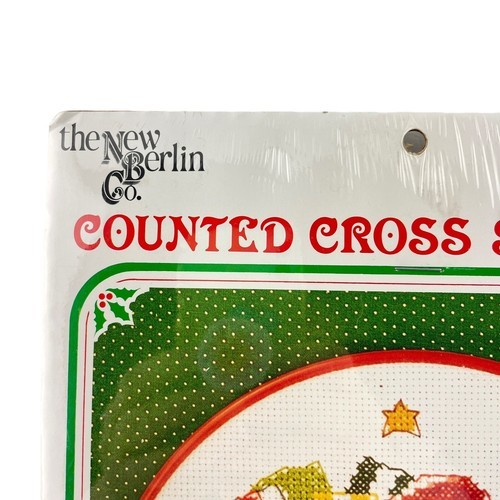 the New
Berlin
Co.
COUNTED CROSS